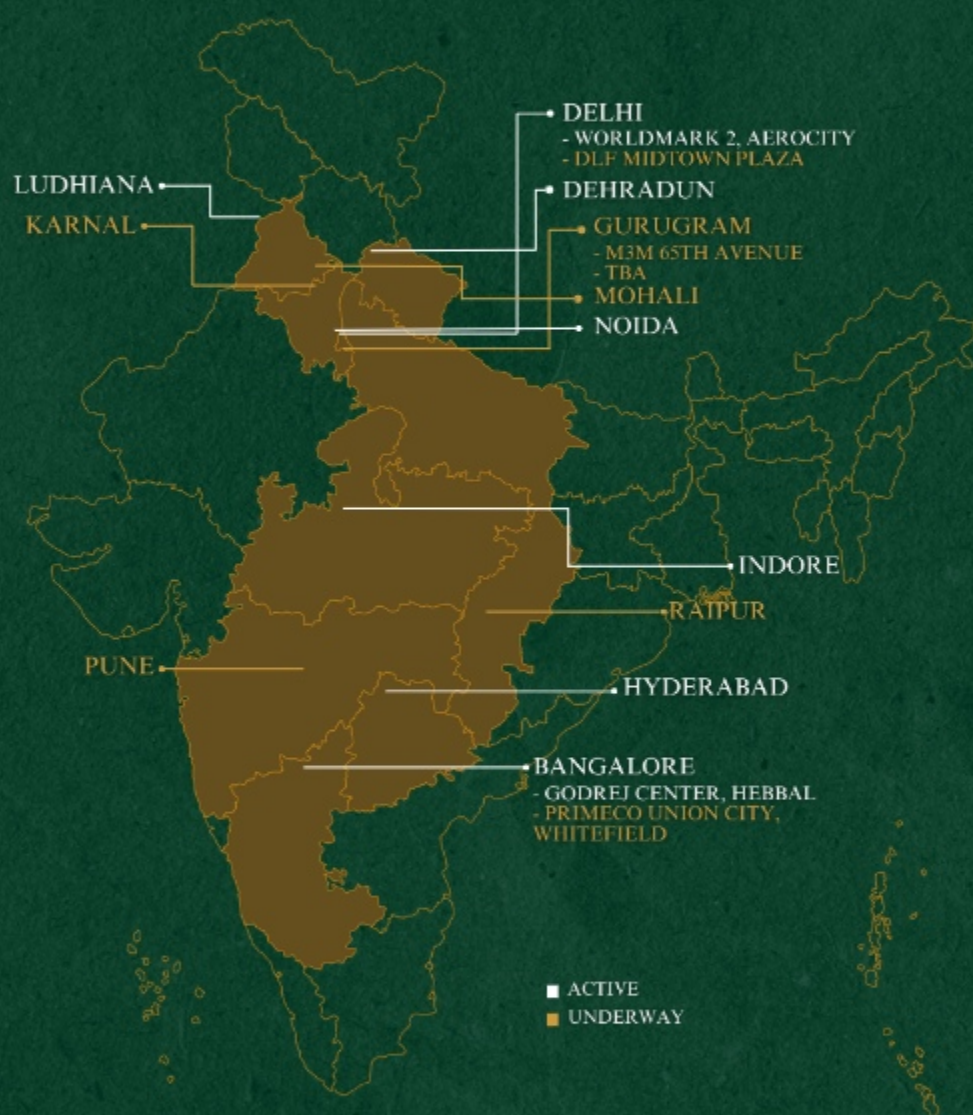 DELHI
- WORLDMARK 2, AEROCITY
- DLF MIDTOWN PLAZA
LUDHIANA
DEHRADUN
KARNAL
GURUGRAM
- M3M 65TH AVENUE
- TBA
MOHALI
NOIDA
INDORE
RAIPUR
PUNE
HYDERABAD
BANGALORE
- GODREJ CENTER, HEBBAL
- PRIMECO UNION CITY,
WHITEFIELD
ACTIVE
UNDERWAY